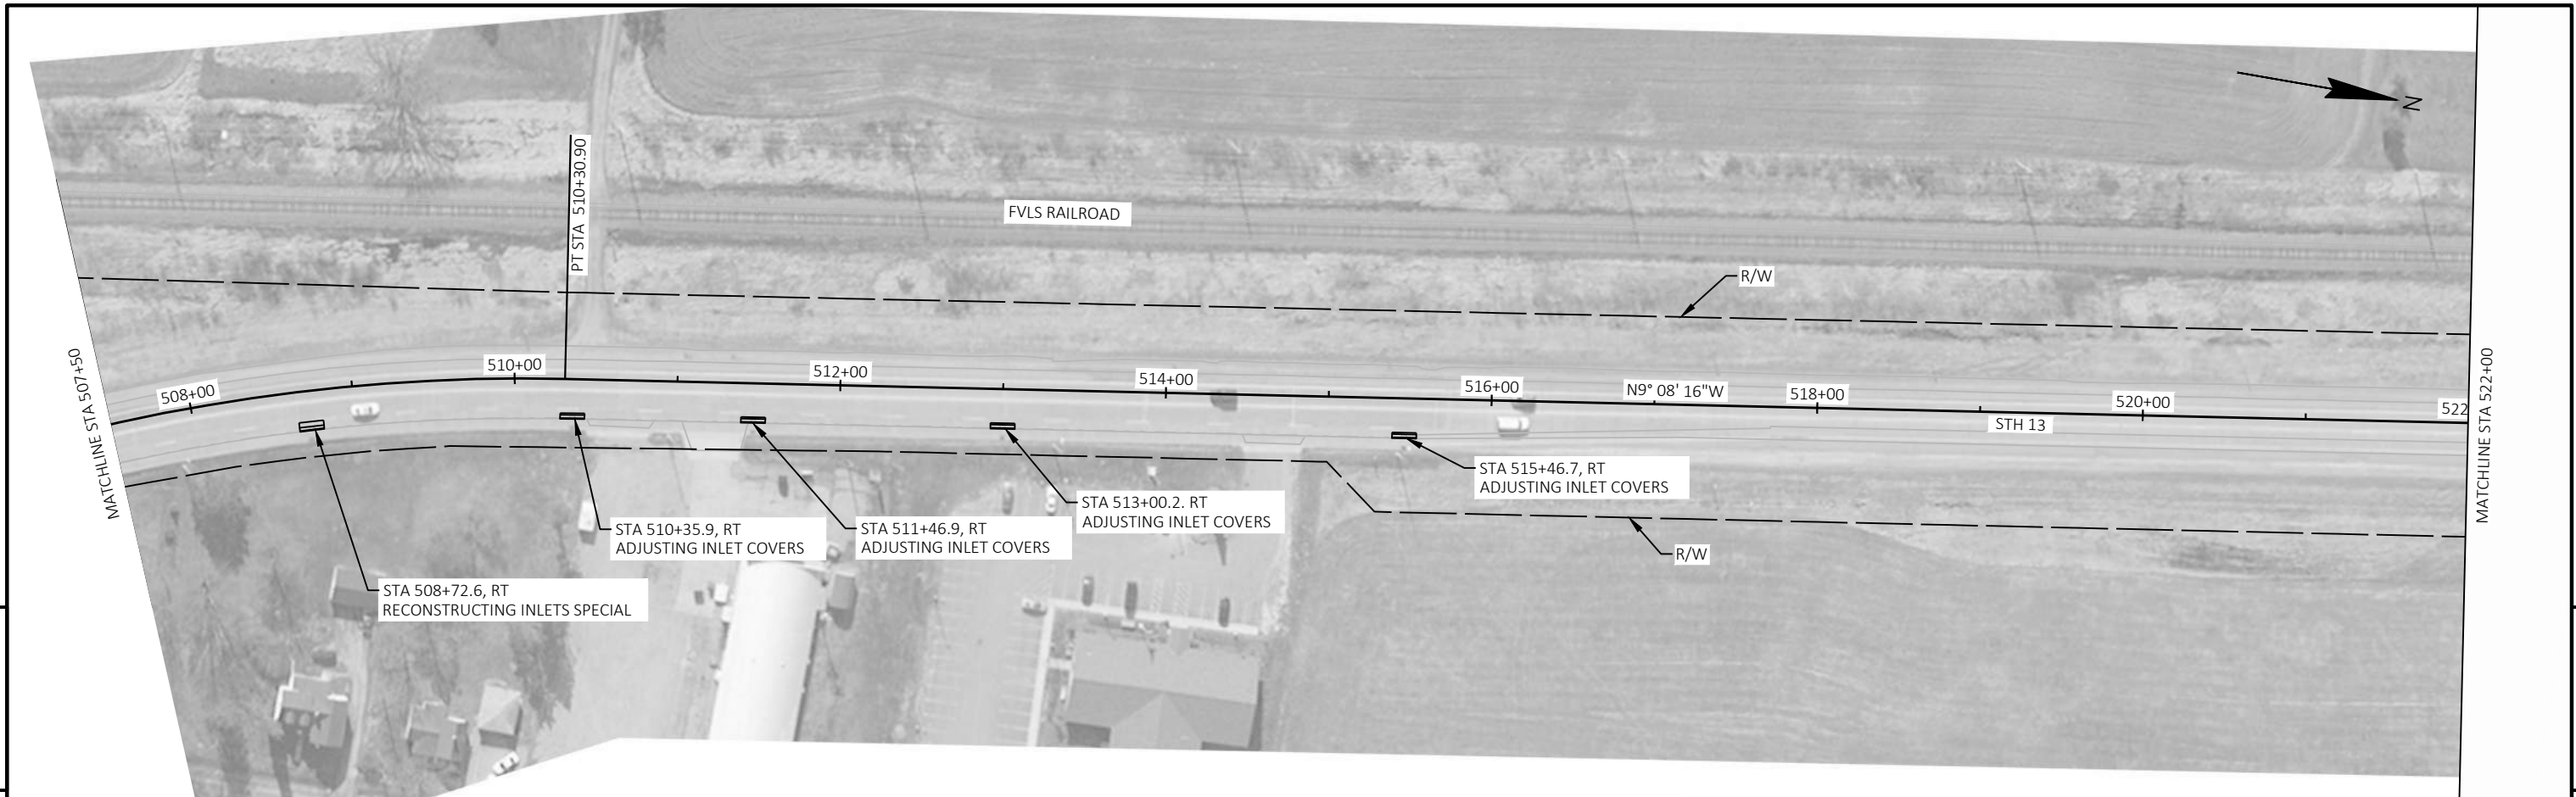 N
PT STA 510+30.90
FVLS RAILROAD
R/W
MATCHLINE STA 507+50
508+00
510+00
512+00
514+00
516+00
N9° 08' 16"W
518+00
520+00
522
STH 13
MATCHLINE STA 522+00
STA 515+46.7, RT
ADJUSTING INLET COVERS
STA 513+00.2. RT
ADJUSTING INLET COVERS
STA 511+46.9, RT
ADJUSTING INLET COVERS
STA 510+35.9, RT
ADJUSTING INLET COVERS
R/W
STA 508+72.6, RT
RECONSTRUCTING INLETS SPECIAL